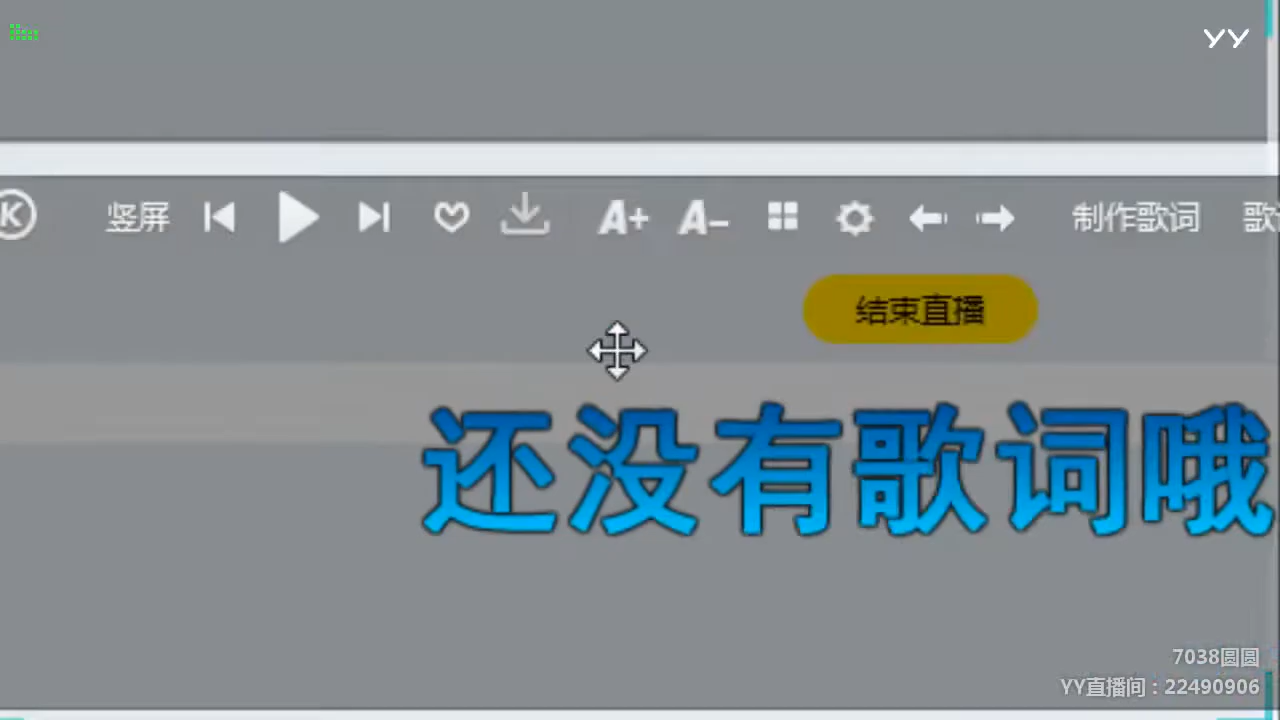 YY
K 竖屏 A+ A- 制作歌词 歌
结束直播
还没有歌词哦
7038圆圆
YY直播间：22490906